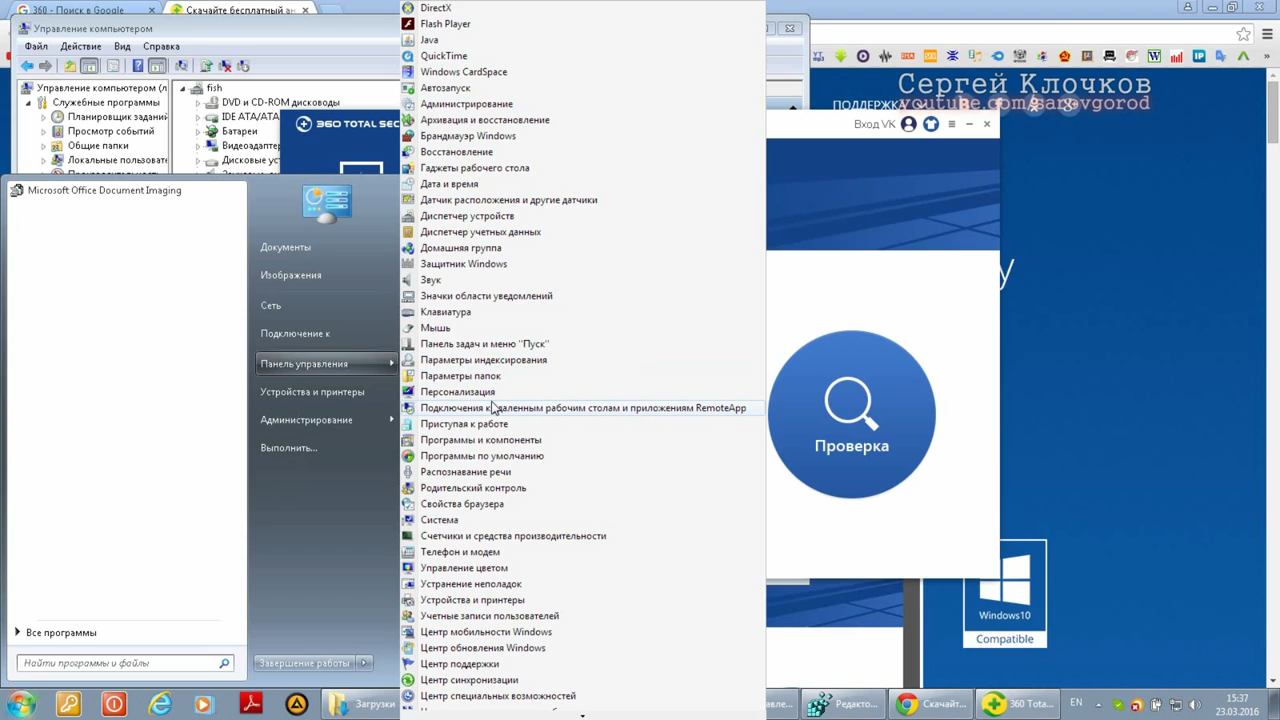 360 - Поиск в Google
Скачайте бесплатный ан
Управление компьютером
Файл Действие Вид Справка
Управление компьютером (л
Служебные программы
Планировщик заданий
Просмотр событий
Общие папки
Локальные пользовате
fish
DVD и CD-ROM дисководы
IDE ATA/ATA
Батареи
Видеоадаптер
Дисковые уст
360 TOTAL SEC
Microsoft Office Document Imaging
Документы
Изображения
Сеть
Подключение к
Панель управления
Устройства и принтеры
Администрирование
Выполнить...
Все программы
Найти программы и файлы
Завершение работы
DirectX
Flash Player
Java
QuickTime
Windows CardSpace
Автозапуск
Администрирование
Архивация и восстановление
Брандмауэр Windows
Восстановление
Гаджеты рабочего стола
Дата и время
Датчик расположения и другие датчики
Диспетчер устройств
Диспетчер учетных данных
Домашняя группа
Защитник Windows
Звук
Значки области уведомлений
Клавиатура
Мышь
Панель задач и меню "Пуск"
Параметры индексирования
Параметры папок
Персонализация
Подключения к удаленным рабочим столам и приложениям RemoteApp
Приступая к работе
Программы и компоненты
Программы по умолчанию
Распознавание речи
Родительский контроль
Свойства браузера
Система
Счетчики и средства производительности
Телефон и модем
Управление цветом
Устранение неполадок
Устройства и принтеры
Учетные записи пользователей
Центр мобильности Windows
Центр обновления Windows
Центр поддержки
Центр синхронизации
Центр специальных возможностей
Сергей Клочков
ПОДДЕРЖКА
youtube.com/sarovgorod
Вход VK
y
Проверка
Windows10
Compatible
Загрузки
Редакто...
Скачайт...
360 Tota...
EN
15:37
23.03.2016